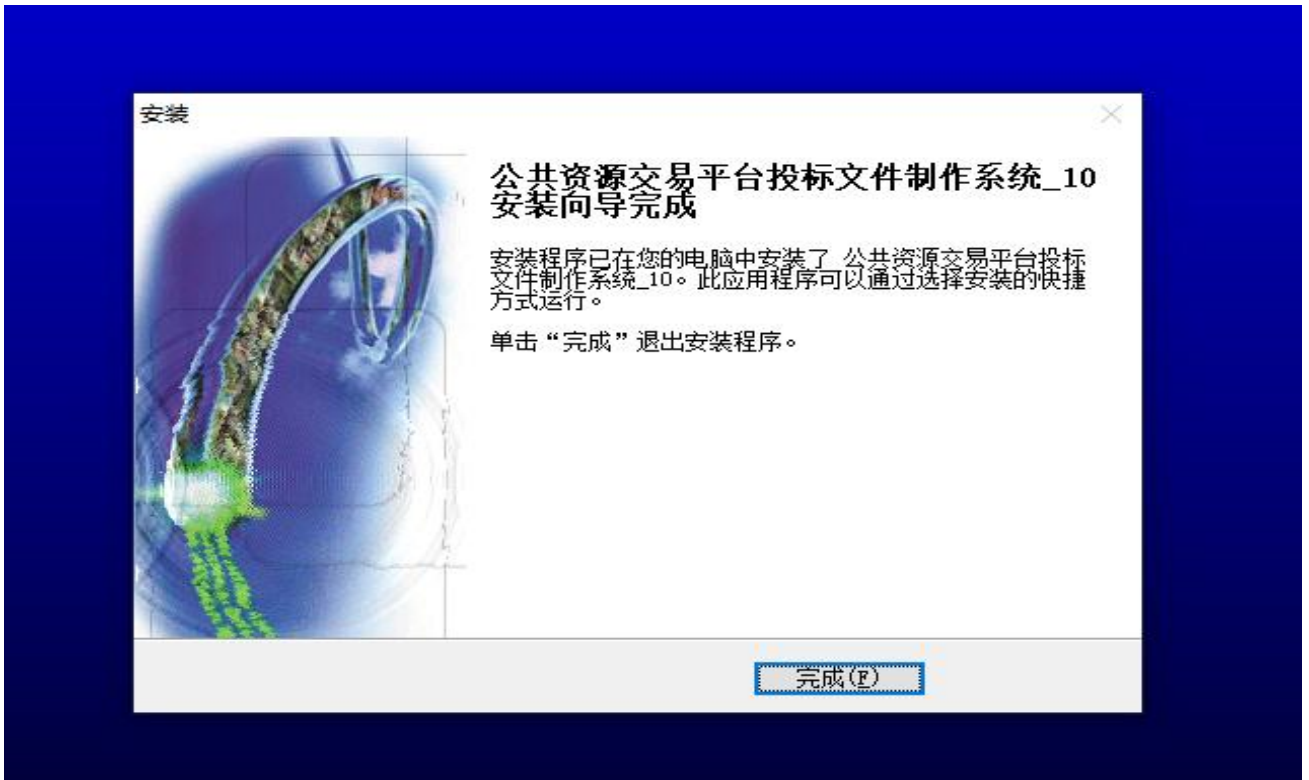 安装
公共资源交易平台投标文件制作系统_10
安装向导完成
安装程序已在您的电脑中安装了 公共资源交易平台投标
文件制作系统_10。此应用程序可以通过选择安装的快捷
方式运行。
单击“完成”退出安装程序。
完成(F)